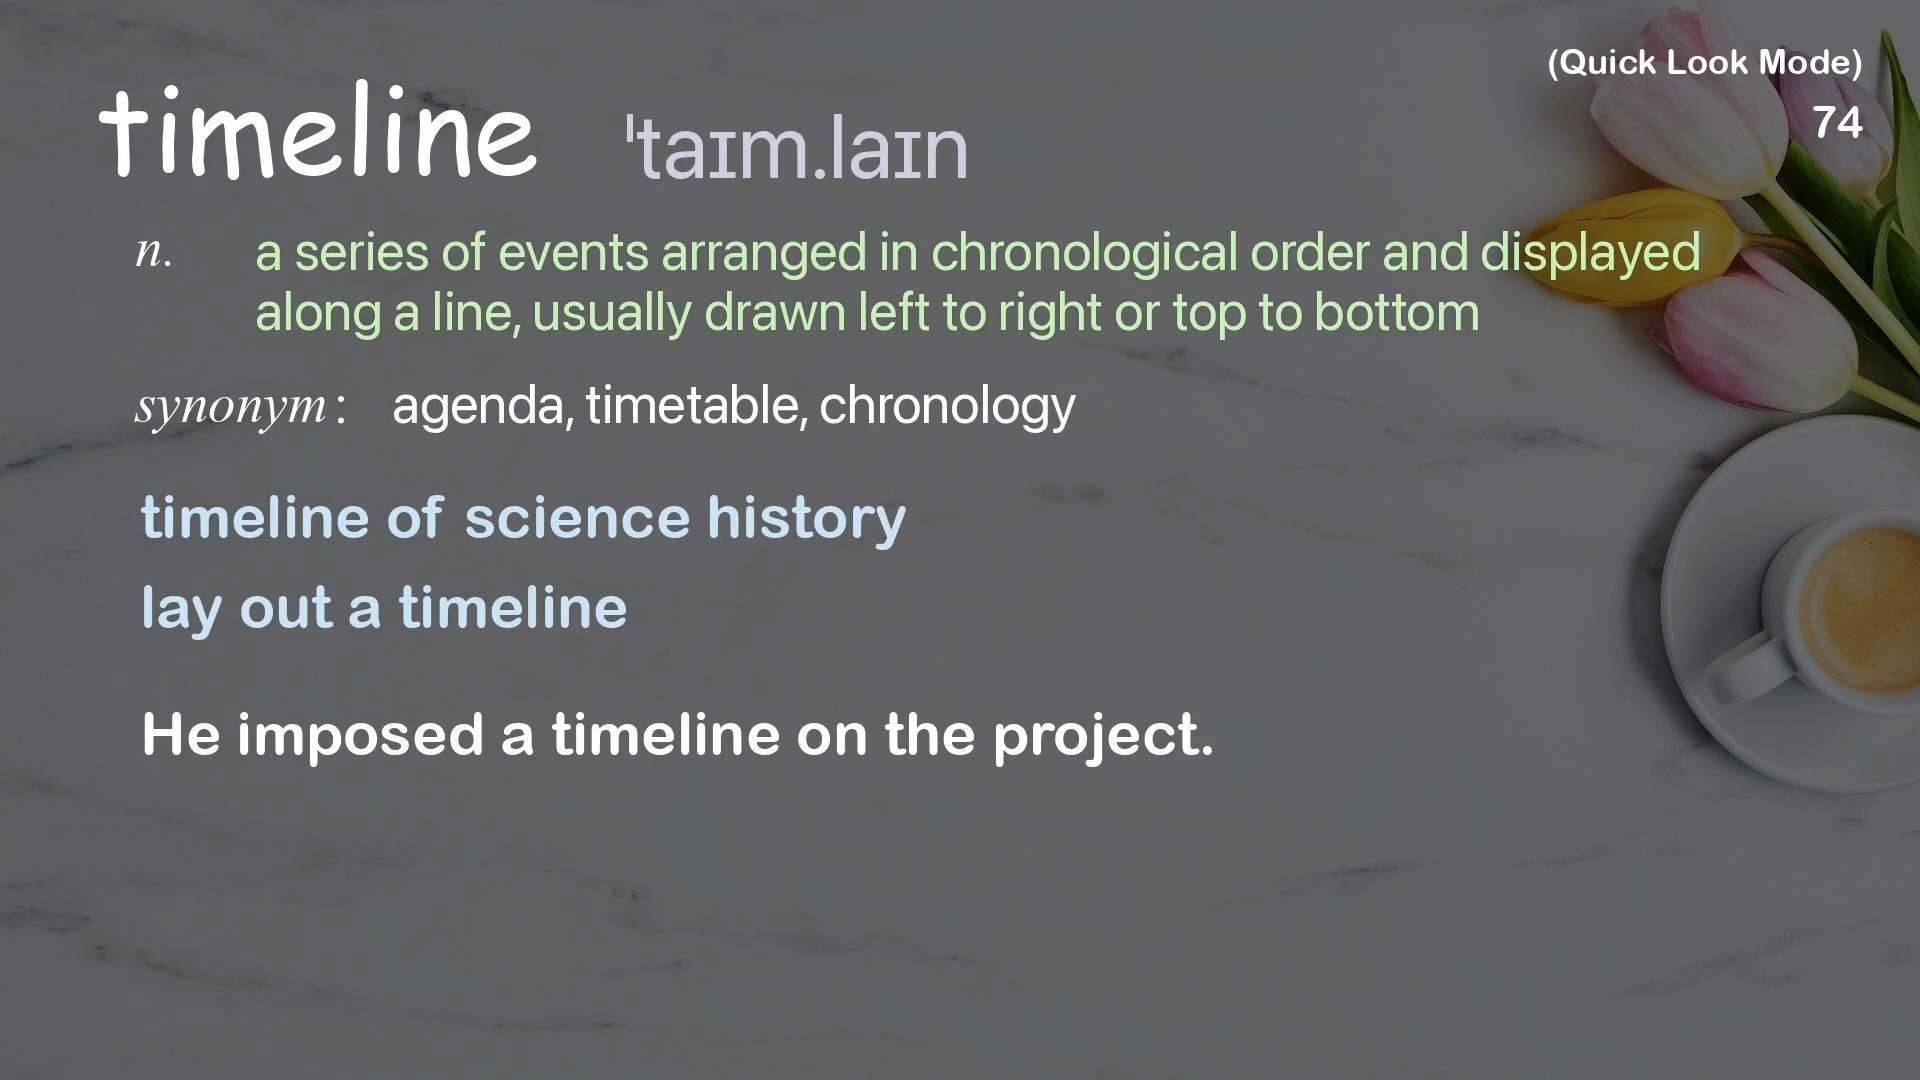 (Quick Look Mode)
74
timeline ˈtaɪm.laɪn
n. a series of events arranged in chronological order and displayed
along a line, usually drawn left to right or top to bottom
synonym: agenda, timetable, chronology
timeline of science history
lay out a timeline
He imposed a timeline on the project.